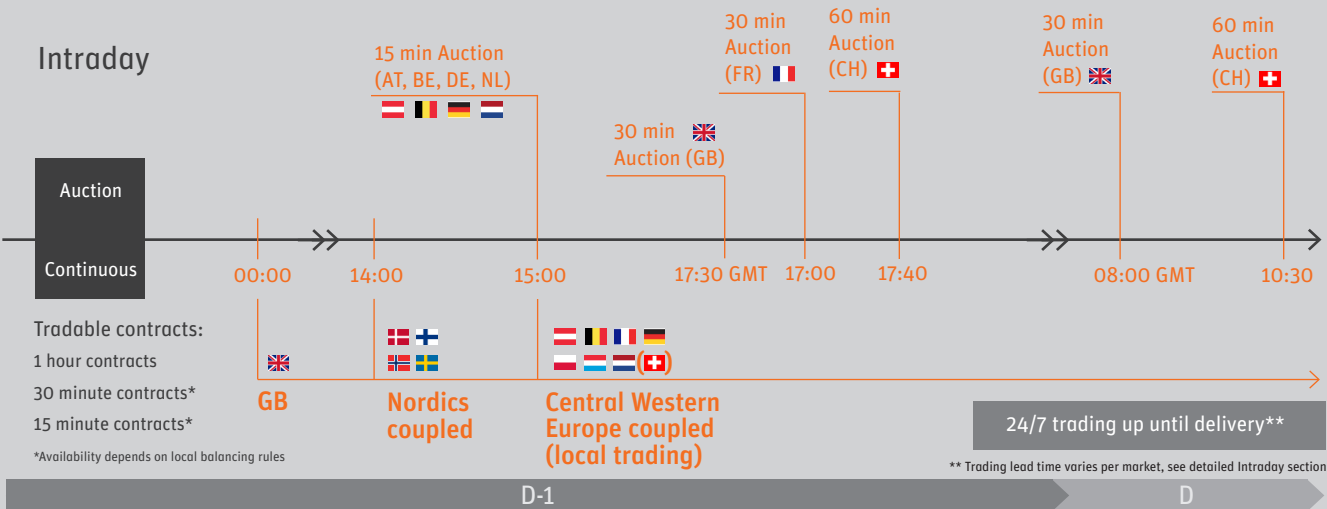 Intraday
15 min Auction
(AT, BE, DE, NL)
30 min
Auction (GB)
30 min
Auction
(FR)
60 min
Auction
(CH)
30 min
Auction
(GB)
60 min
Auction
(CH)
Auction
Continuous
00:00
14:00
15:00
17:30 GMT
17:00
17:40
08:00 GMT
10:30
Tradable contracts:
1 hour contracts
30 minute contracts*
15 minute contracts*
*Availability depends on local balancing rules
GB
Nordics
coupled
( )
Central Western
Europe coupled
(local trading)
24/7 trading up until delivery**
** Trading lead time varies per market, see detailed Intraday section
D-1
D